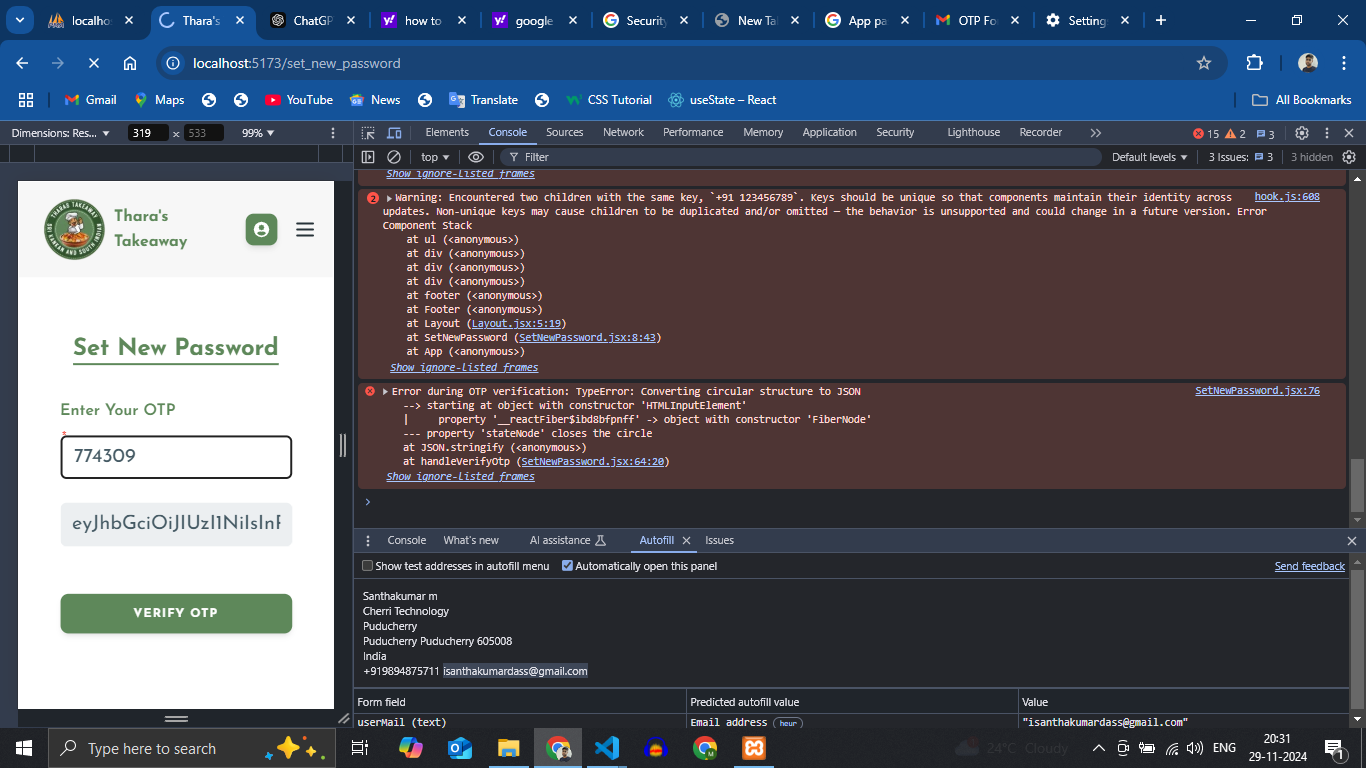 localhos
Thara's
ChatGP
how to
google
Security
New Tal
App pa
OTP Fo
Settings
localhost:5173/set_new_password
Gmail
Maps
YouTube
News
Translate
CSS Tutorial
useState – React
All Bookmarks
Dimensions: Res... ▼ 319 × 533 99% ▼
Elements Console Sources Network Performance Memory Application Security Lighthouse Recorder
15 2 3
top ▼ Filter Default levels ▼ 3 Issues: 3 3 hidden
Thara's
Takeaway
Set New Password
Enter Your OTP
*
774309
eyJhbGciOiJIUzI1NiIsInR
VERIFY OTP
Show ignore-listed frames
2 Warning: Encountered two children with the same key, `+91 123456789`. Keys should be unique so that components maintain their identity across hook.js:608
updates. Non-unique keys may cause children to be duplicated and/or omitted — the behavior is unsupported and could change in a future version. Error
Component Stack
at ul (<anonymous>)
at div (<anonymous>)
at div (<anonymous>)
at div (<anonymous>)
at footer (<anonymous>)
at Footer (<anonymous>)
at Layout (Layout.jsx:5:19)
at SetNewPassword (SetNewPassword.jsx:8:43)
at App (<anonymous>)
Show ignore-listed frames
Error during OTP verification: TypeError: Converting circular structure to JSON SetNewPassword.jsx:76
--> starting at object with constructor 'HTMLInputElement'
| property '__reactFiber$ibd8bfpnff' -> object with constructor 'FiberNode'
--- property 'stateNode' closes the circle
at JSON.stringify (<anonymous>)
at handleVerifyOtp (SetNewPassword.jsx:64:20)
Show ignore-listed frames
Console What's new AI assistance Autofill Issues
Show test addresses in autofill menu Automatically open this panel Send feedback
Santhakumar m
Cherri Technology
Puducherry
Puducherry Puducherry 605008
India
+919894875711 isanthakumardass@gmail.com
Form field Predicted autofill value Value
userMail (text) Email address heur "isanthakumardass@gmail.com"
Type here to search
24°C Cloudy
ENG
20:31
29-11-2024
1